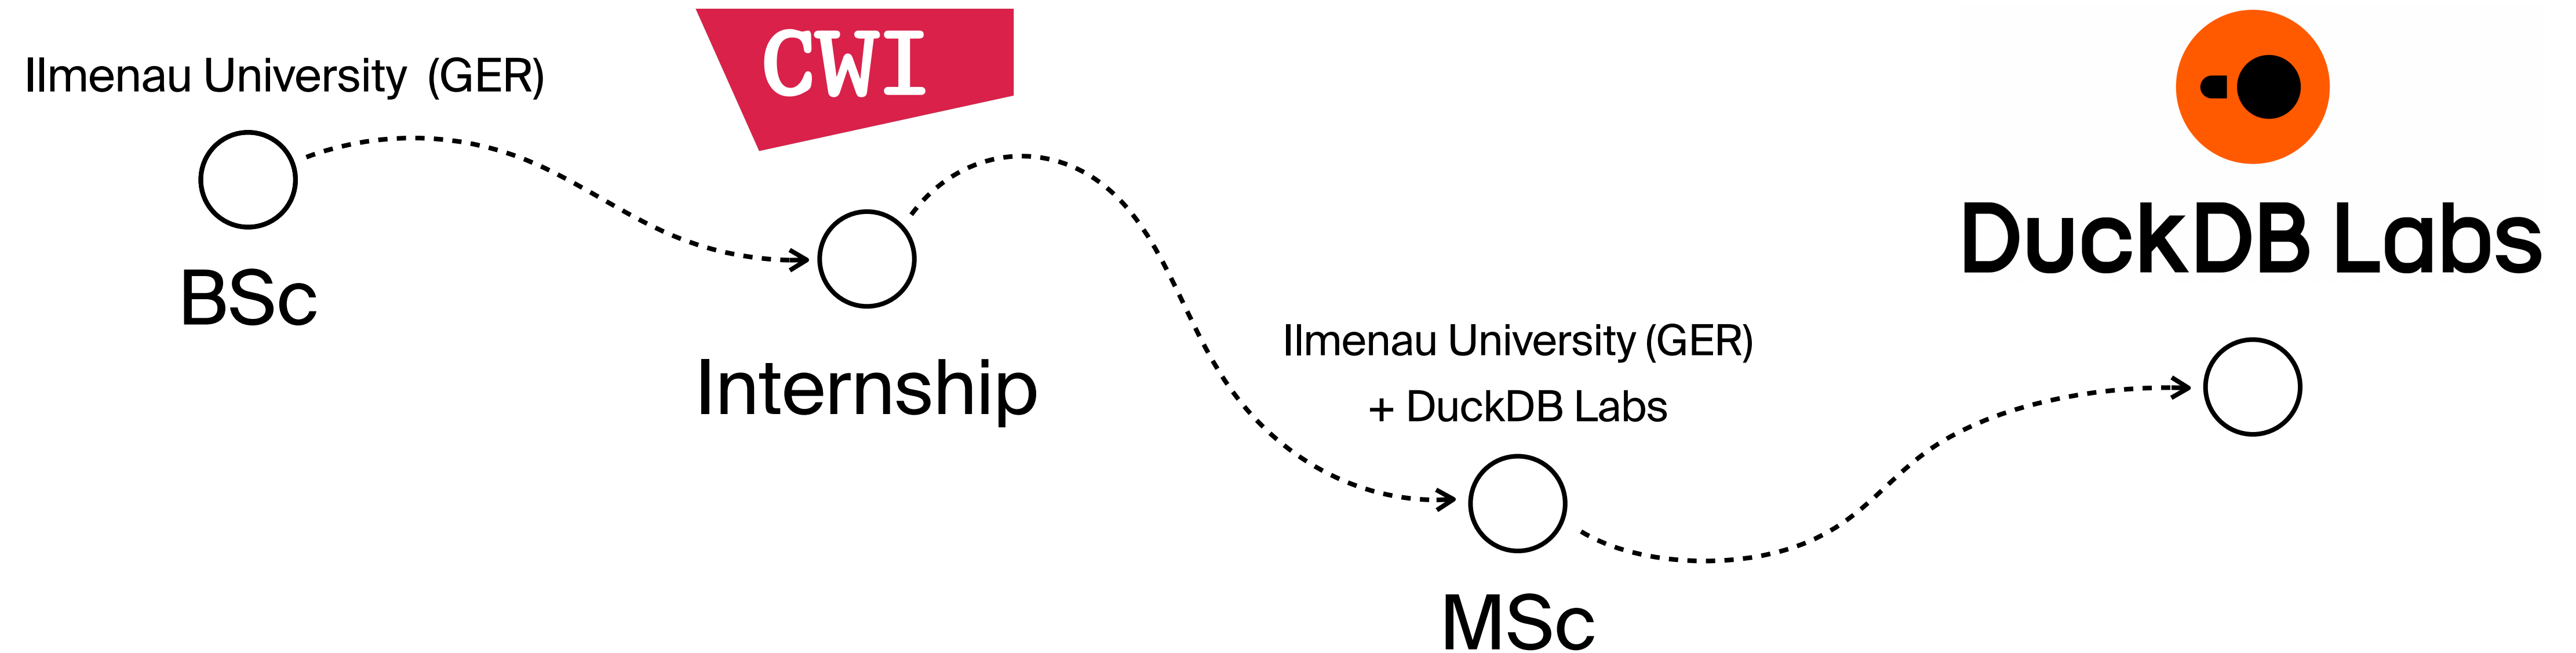 Ilmenau University (GER)
BSc
CWI
Internship
Ilmenau University (GER)
+ DuckDB Labs
MSc
DuckDB Labs